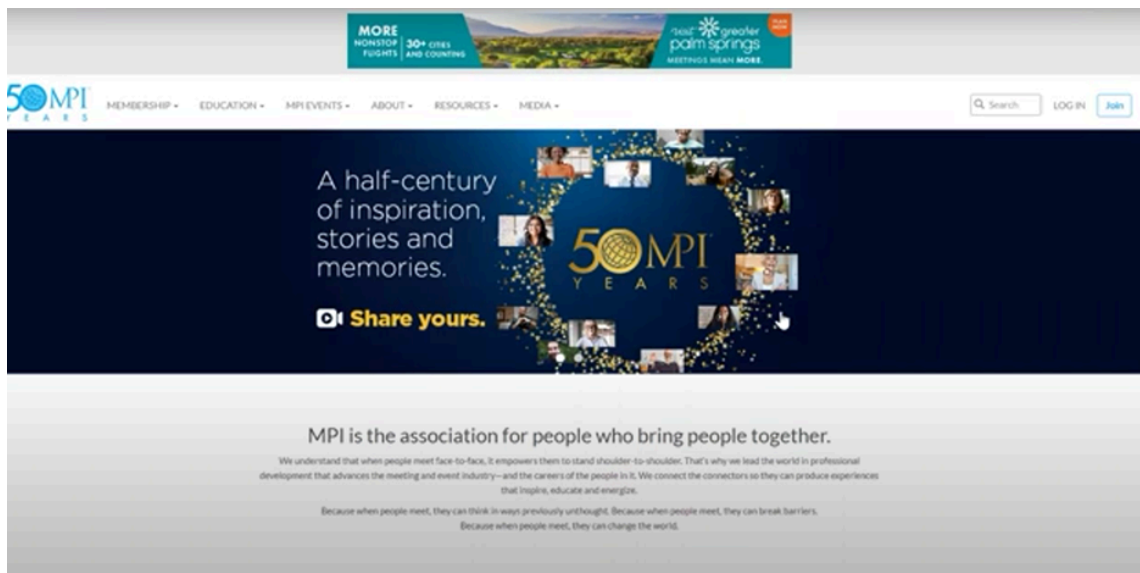 MORE
NONSTOP
FLIGHTS
30+ CITIES
AND COUNTING
visit greater
palm springs
MEETINGS MEAN MORE.
PLAN
NOW
50 MPI
YEARS
MEMBERSHIP
EDUCATION
MPI EVENTS
ABOUT
RESOURCES
MEDIA
Search
LOG IN
Join
A half-century
of inspiration,
stories and
memories.
Share yours.
50 MPI
YEARS
MPI is the association for people who bring people together.
We understand that when people meet face-to-face, it empowers them to stand shoulder-to-shoulder. That's why we lead the world in professional
development that advances the meeting and event industry—and the careers of the people in it. We connect the connectors so they can produce experiences
that inspire, educate and energize.
Because when people meet, they can think in ways previously unthought. Because when people meet, they can break barriers.
Because when people meet, they can change the world.